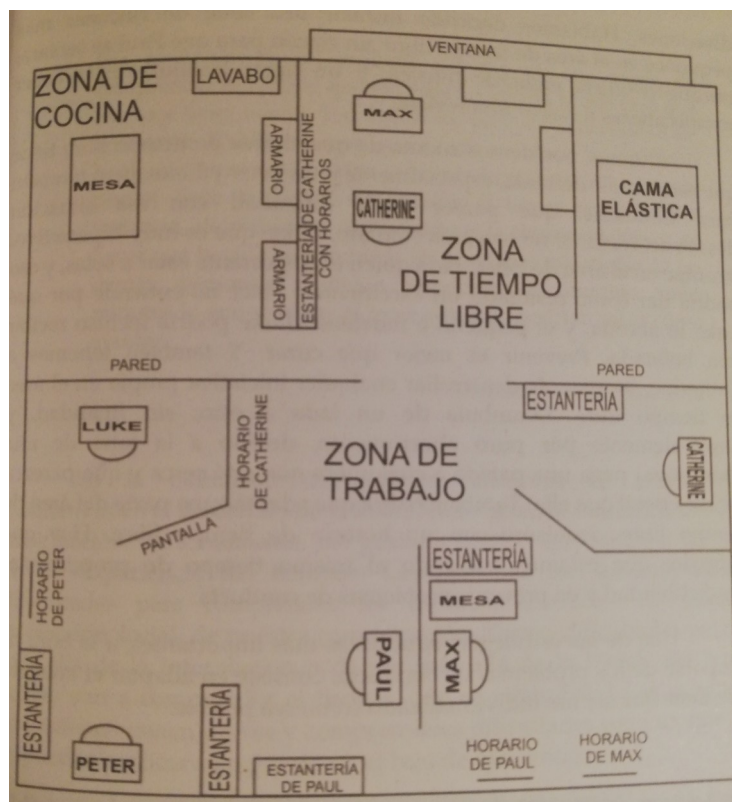 VENTANA
ZONA DE
COCINA
LAVABO
MAX
MESA
ARMARIO
ARMARIO
ESTANTERÍA DE CATHERINE
CON HORARIOS
CATHERINE
CAMA
ELÁSTICA
ZONA
DE TIEMPO
LIBRE
PARED
PARED
LUKE
HORARIO
DE CATHERINE
PANTALLA
ZONA DE
TRABAJO
ESTANTERÍA
CATHERINE
HORARIO
DE PETER
ESTANTERÍA
MESA
PAUL
MAX
ESTANTERÍA
PETER
ESTANTERÍA
ESTANTERÍA
DE PAUL
HORARIO
DE PAUL
HORARIO
DE MAX